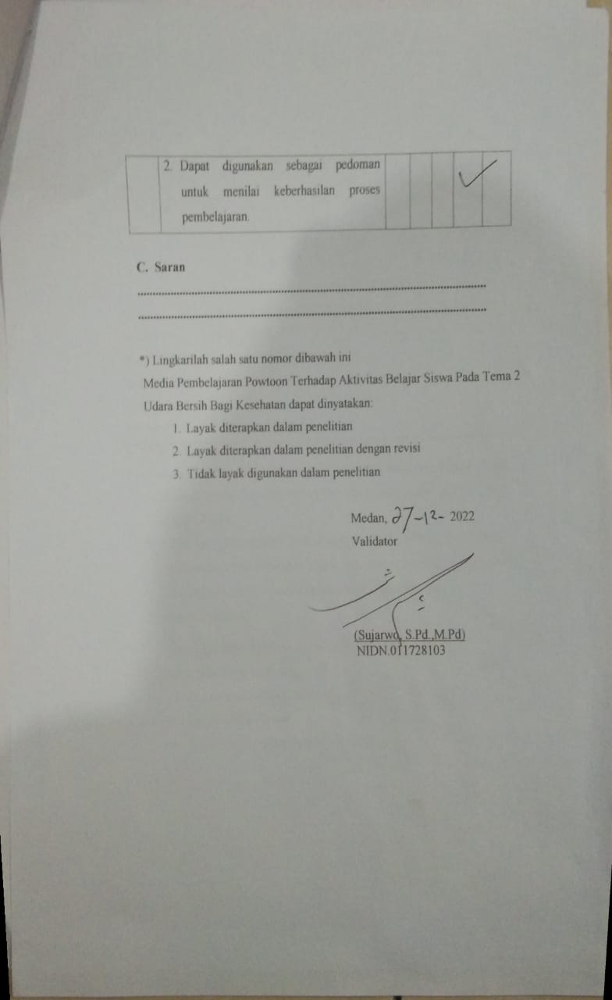 2. Dapat digunakan sebagai pedoman
untuk menilai keberhasilan proses
pembelajaran.
C. Saran
*) Lingkarilah salah satu nomor dibawah ini
Media Pembelajaran Powtoon Terhadap Aktivitas Belajar Siswa Pada Tema 2
Udara Bersih Bagi Kesehatan dapat dinyatakan:
1. Layak diterapkan dalam penelitian
2. Layak diterapkan dalam penelitian dengan revisi
3. Tidak layak digunakan dalam penelitian
Medan, 27-12- 2022
Validator
(Sujarwo, S.Pd.,M.Pd)
NIDN.011728103